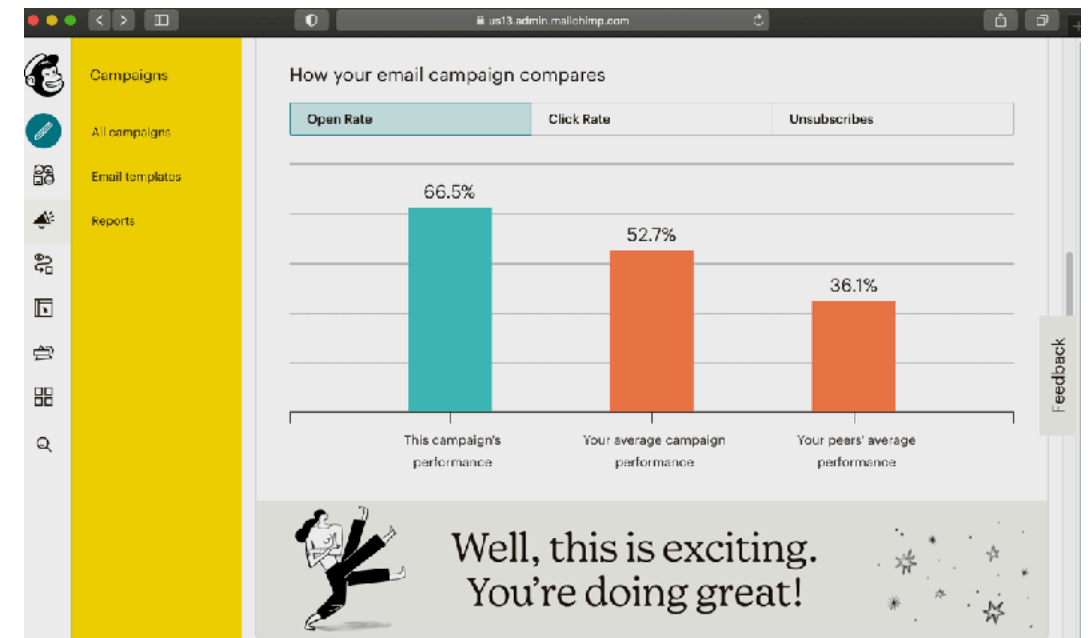 us13.admin.mailchimp.com
Campaigns
All campaigns
Email templates
Reports
How your email campaign compares
Open Rate
Click Rate
Unsubscribes
66.5%
52.7%
36.1%
This campaign's
performance
Your average campaign
performance
Your peers' average
performance
Feedback
Well, this is exciting.
You're doing great!